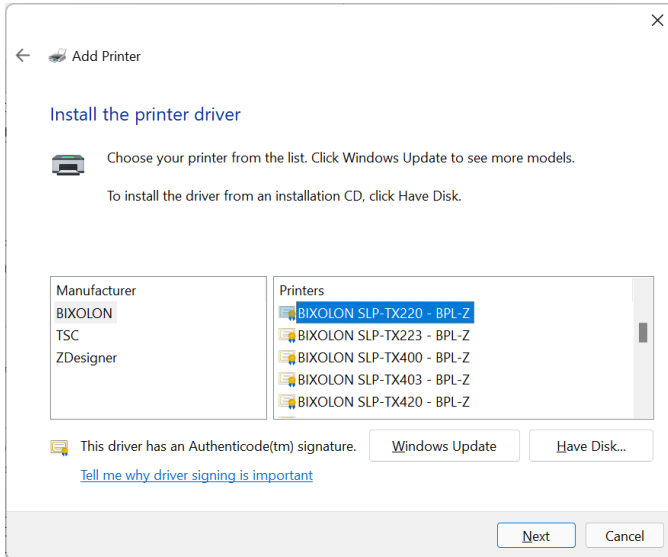 Add Printer
Install the printer driver
Choose your printer from the list. Click Windows Update to see more models.
To install the driver from an installation CD, click Have Disk.
Manufacturer
BIXOLON
TSC
ZDesigner
Printers
BIXOLON SLP-TX220 - BPL-Z
BIXOLON SLP-TX223 - BPL-Z
BIXOLON SLP-TX400 - BPL-Z
BIXOLON SLP-TX403 - BPL-Z
BIXOLON SLP-TX420 - BPL-Z
This driver has an Authenticode(tm) signature.
Windows Update
Have Disk...
Tell me why driver signing is important
Next
Cancel